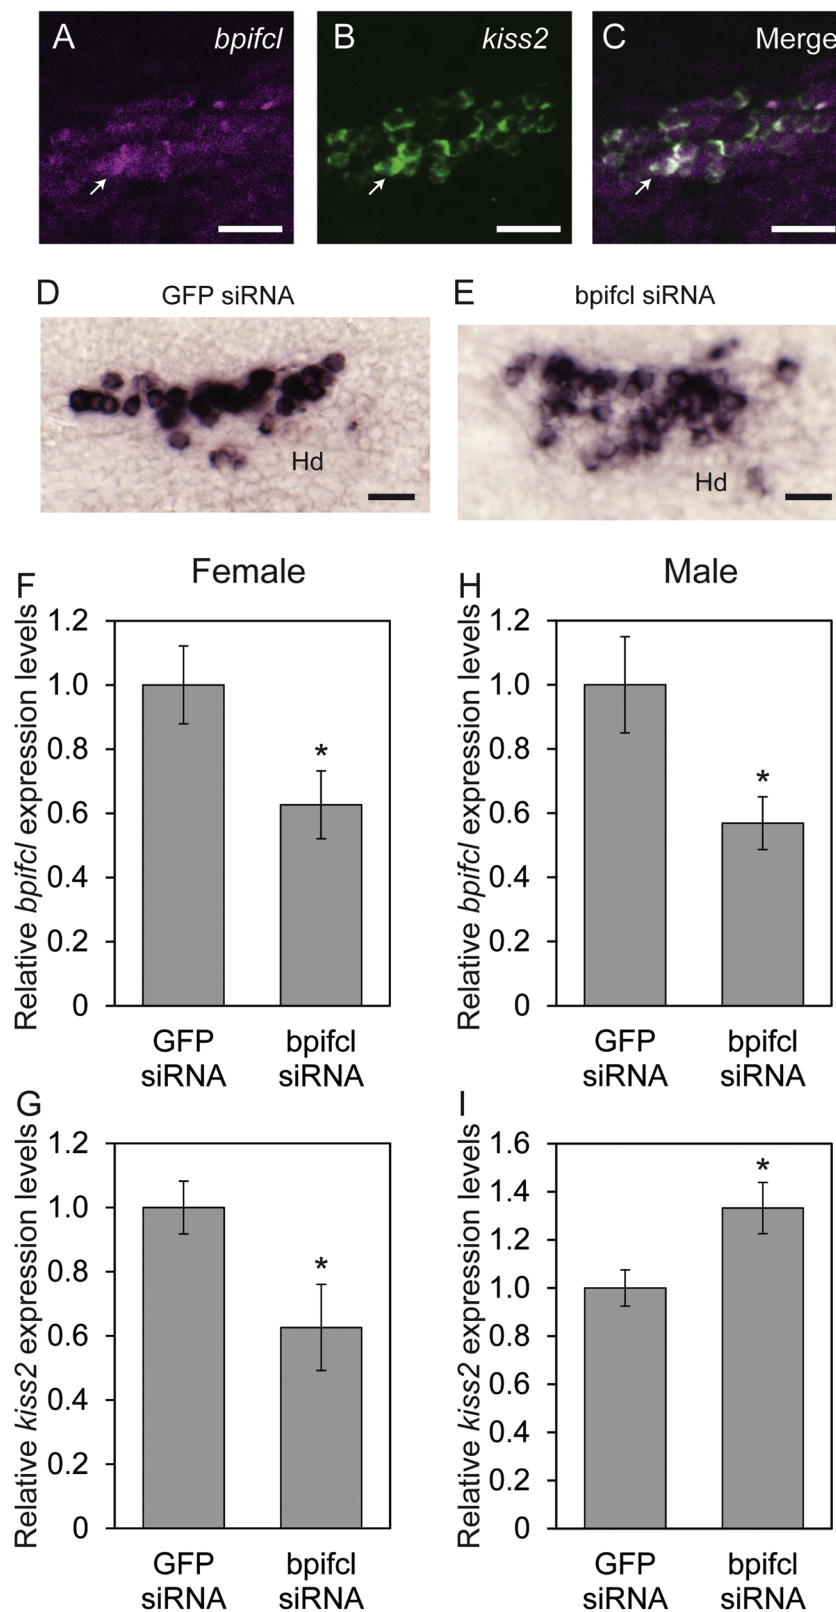 A bpifcl
B kiss2
C Merge
D GFP siRNA
E bpifcl siRNA
Hd
Hd
Female
Male
F
Relative bpifcl expression levels
1.2
1.0
0.8
0.6
0.4
0.2
0
*
GFP siRNA
bpifcl siRNA
H
Relative bpifcl expression levels
1.2
1.0
0.8
0.6
0.4
0.2
0
*
GFP siRNA
bpifcl siRNA
G
Relative kiss2 expression levels
1.2
1.0
0.8
0.6
0.4
0.2
0
*
GFP siRNA
bpifcl siRNA
I
Relative kiss2 expression levels
1.6
1.4
1.2
1.0
0.8
0.6
0.4
0.2
0
*
GFP siRNA
bpifcl siRNA